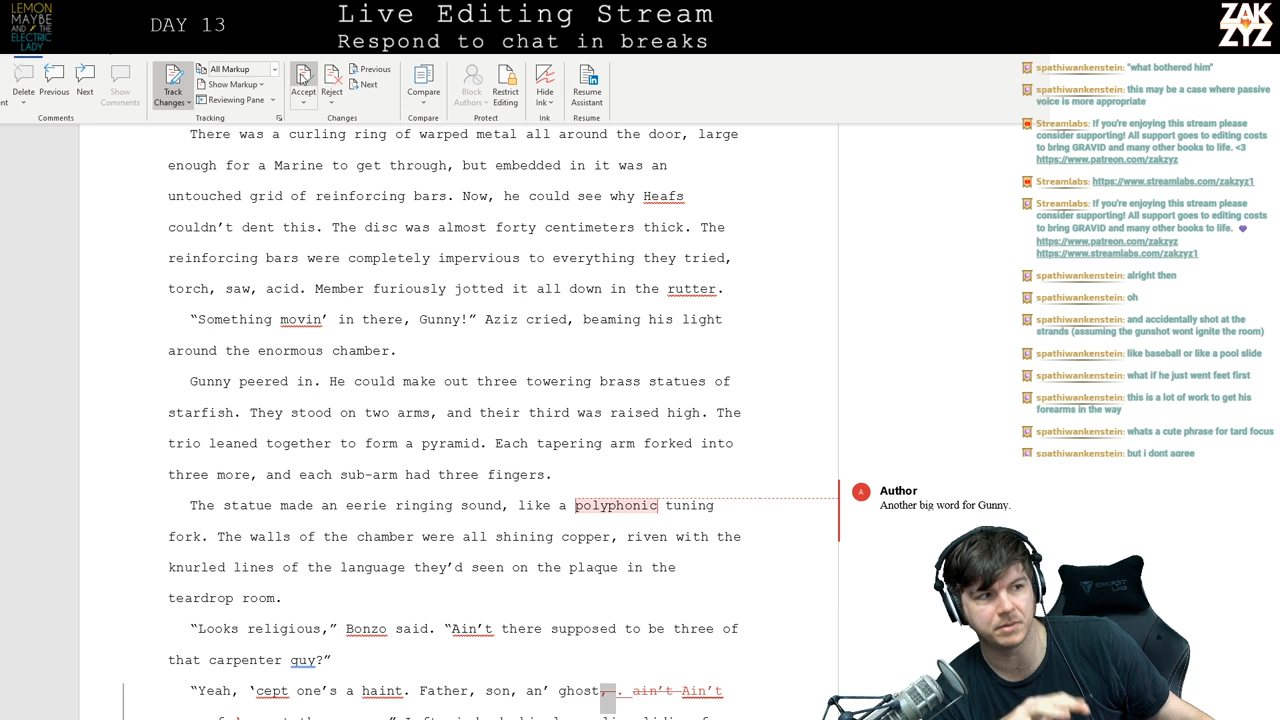 LEMON
MAYBE
AND THE
ELECTRIC
LADY
DAY 13
Live Editing Stream
Respond to chat in breaks
ZAK
ZYZ
Delete
Previous
Next
Show
Comments
Comments
Track
Changes
All Markup
Show Markup
Reviewing Pane
Tracking
Accept
Reject
Previous
Next
Changes
Compare
Compare
Block
Authors
Restrict
Editing
Protect
Hide
Ink
Ink
Resume
Assistant
Resume
There was a curling ring of warped metal all around the door, large
enough for a Marine to get through, but embedded in it was an
untouched grid of reinforcing bars. Now, he could see why Heafs
couldn’t dent this. The disc was almost forty centimeters thick. The
reinforcing bars were completely impervious to everything they tried,
torch, saw, acid. Member furiously jotted it all down in the rutter.
“Something movin’ in there, Gunny!” Aziz cried, beaming his light
around the enormous chamber.
Gunny peered in. He could make out three towering brass statues of
starfish. They stood on two arms, and their third was raised high. The
trio leaned together to form a pyramid. Each tapering arm forked into
three more, and each sub-arm had three fingers.
The statue made an eerie ringing sound, like a polyphonic tuning
fork. The walls of the chamber were all shining copper, riven with the
knurled lines of the language they’d seen on the plaque in the
teardrop room.
“Looks religious,” Bonzo said. “Ain’t there supposed to be three of
that carpenter guy?”
“Yeah, ‘cept one’s a haint. Father, son, an’ ghost, . ain’t Ain’t
Author
Another big word for Gunny.
spathiwankenstein: "what bothered him"
spathiwankenstein: this may be a case where passive
voice is more appropriate
Streamlabs: If you're enjoying this stream please
consider supporting! All support goes to editing costs
to bring GRAVID and many other books to life. <3
https://www.patreon.com/zakzyz
Streamlabs: https://www.streamlabs.com/zakzyz1
Streamlabs: If you're enjoying this stream please
consider supporting! All support goes to editing costs
to bring GRAVID and many other books to life. 💜
https://www.patreon.com/zakzyz
https://www.streamlabs.com/zakzyz1
spathiwankenstein: alright then
spathiwankenstein: oh
spathiwankenstein: and accidentally shot at the
strands (assuming the gunshot wont ignite the room)
spathiwankenstein: like baseball or like a pool slide
spathiwankenstein: what if he just went feet first
spathiwankenstein: this is a lot of work to get his
forearms in the way
spathiwankenstein: whats a cute phrase for tard focus
spathiwankenstein: but i dont agree